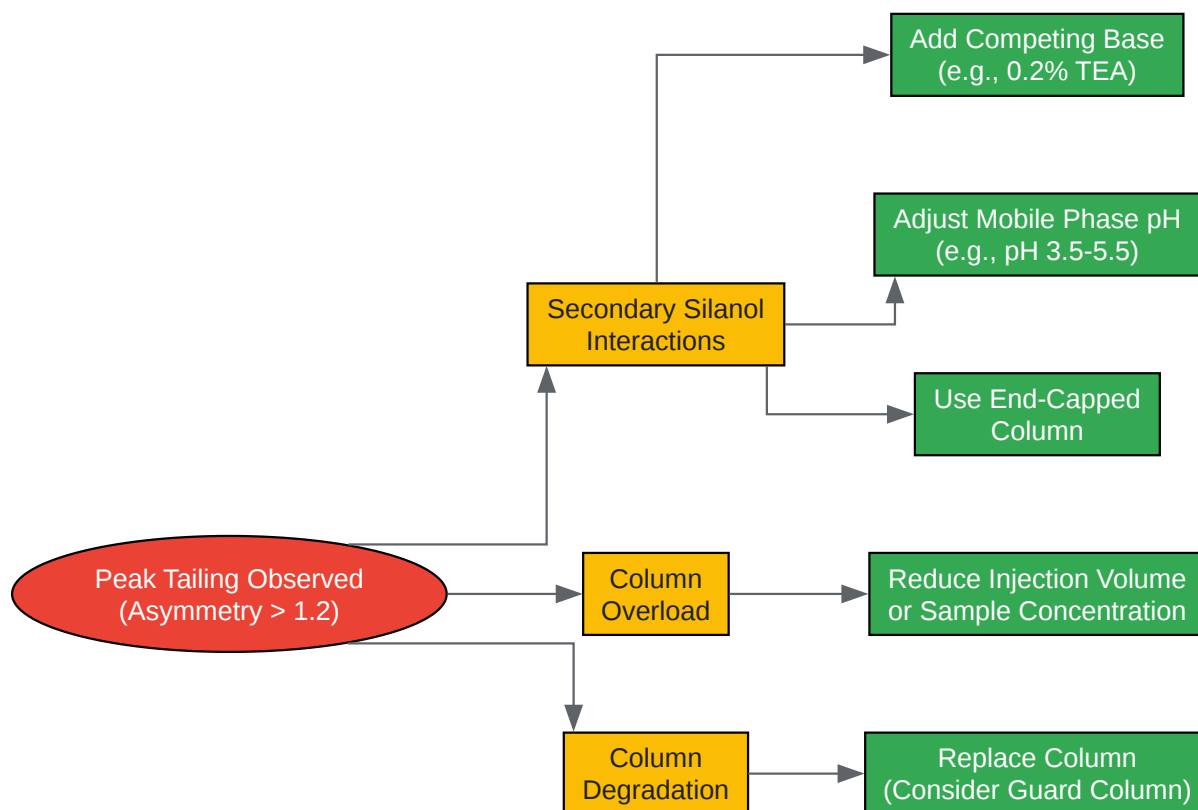 Add Competing Base
(e.g., 0.2% TEA)
Adjust Mobile Phase pH
(e.g., pH 3.5-5.5)
Secondary Silanol
Interactions
Use End-Capped
Column
Peak Tailing Observed
(Asymmetry > 1.2)
Column
Overload
Reduce Injection Volume
or Sample Concentration
Column
Degradation
Replace Column
(Consider Guard Column)